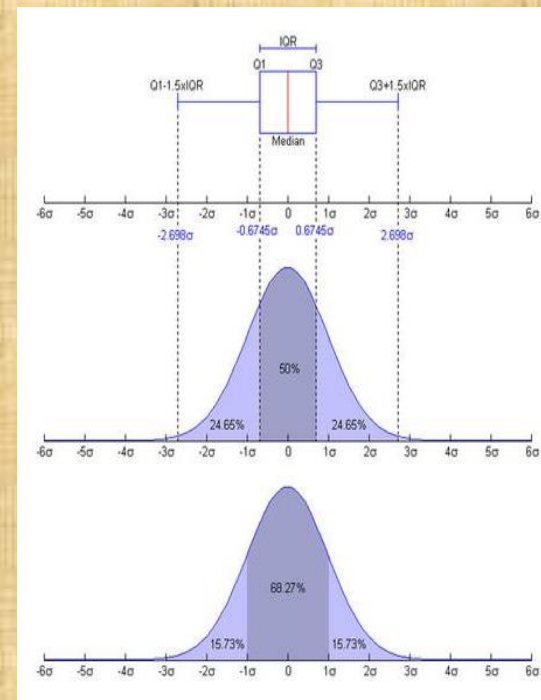 IQR
Q1 Q3
Q1-1.5xIQR Q3+1.5xIQR
Median
-6σ -5σ -4σ -3σ -2σ -1σ 0 1σ 2σ 3σ 4σ 5σ 6σ
-2.698σ -0.6745σ 0.6745σ 2.698σ
50%
24.65% 24.65%
-6σ -5σ -4σ -3σ -2σ -1σ 0 1σ 2σ 3σ 4σ 5σ 6σ
68.27%
15.73% 15.73%
-6σ -5σ -4σ -3σ -2σ -1σ 0 1σ 2σ 3σ 4σ 5σ 6σ